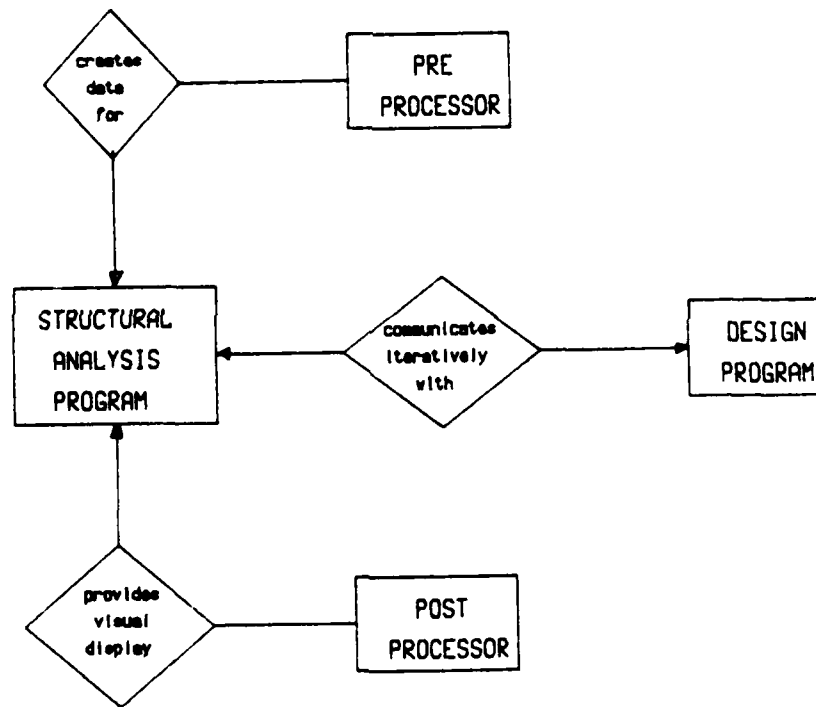 creates
data
for
PRE
PROCESSOR
STRUCTURAL
ANALYSIS
PROGRAM
communicates
iteratively
with
DESIGN
PROGRAM
provides
visual
display
POST
PROCESSOR